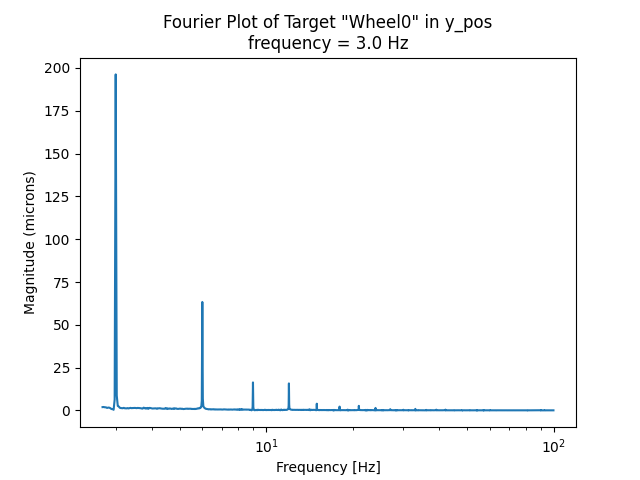 Fourier Plot of Target "Wheel0" in y_pos
frequency = 3.0 Hz
200
175
150
125
100
75
50
25
0
Magnitude (microns)
10¹
10²
Frequency [Hz]